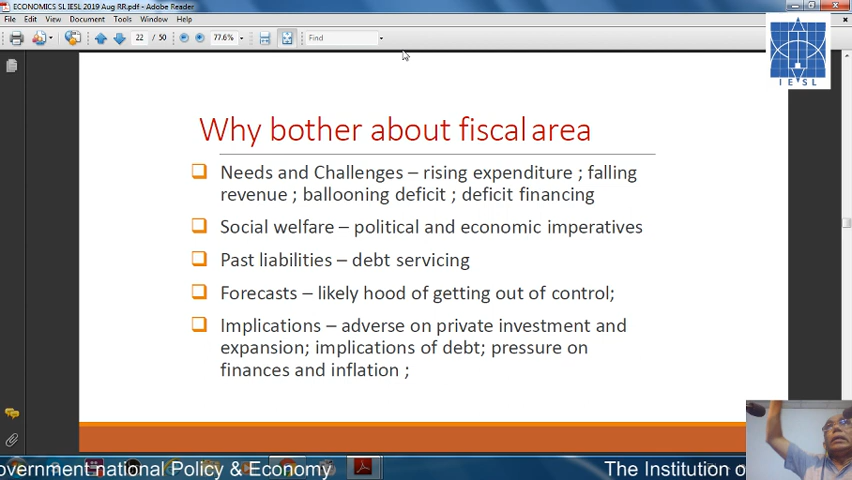 ECONOMICS SL IESL 2019 Aug RR.pdf - Adobe Reader
File Edit View Document Tools Window Help
22 / 50 77.6% Find
IESL
Why bother about fiscal area
Needs and Challenges – rising expenditure ; falling
revenue ; ballooning deficit ; deficit financing
Social welfare – political and economic imperatives
Past liabilities – debt servicing
Forecasts – likely hood of getting out of control;
Implications – adverse on private investment and
expansion; implications of debt; pressure on
finances and inflation ;
overnment national Policy & Economy The Institution o